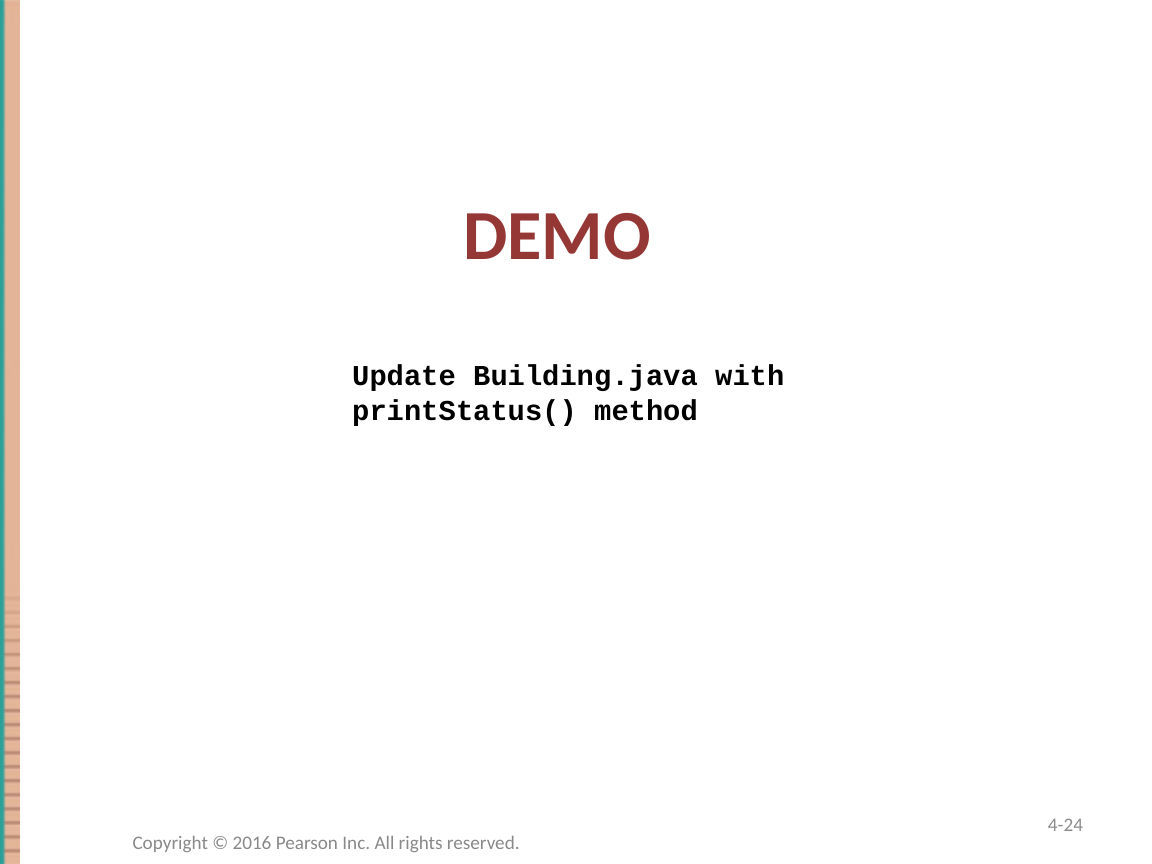 DEMO
Update Building.java with
printStatus() method
4-24
Copyright © 2016 Pearson Inc. All rights reserved.